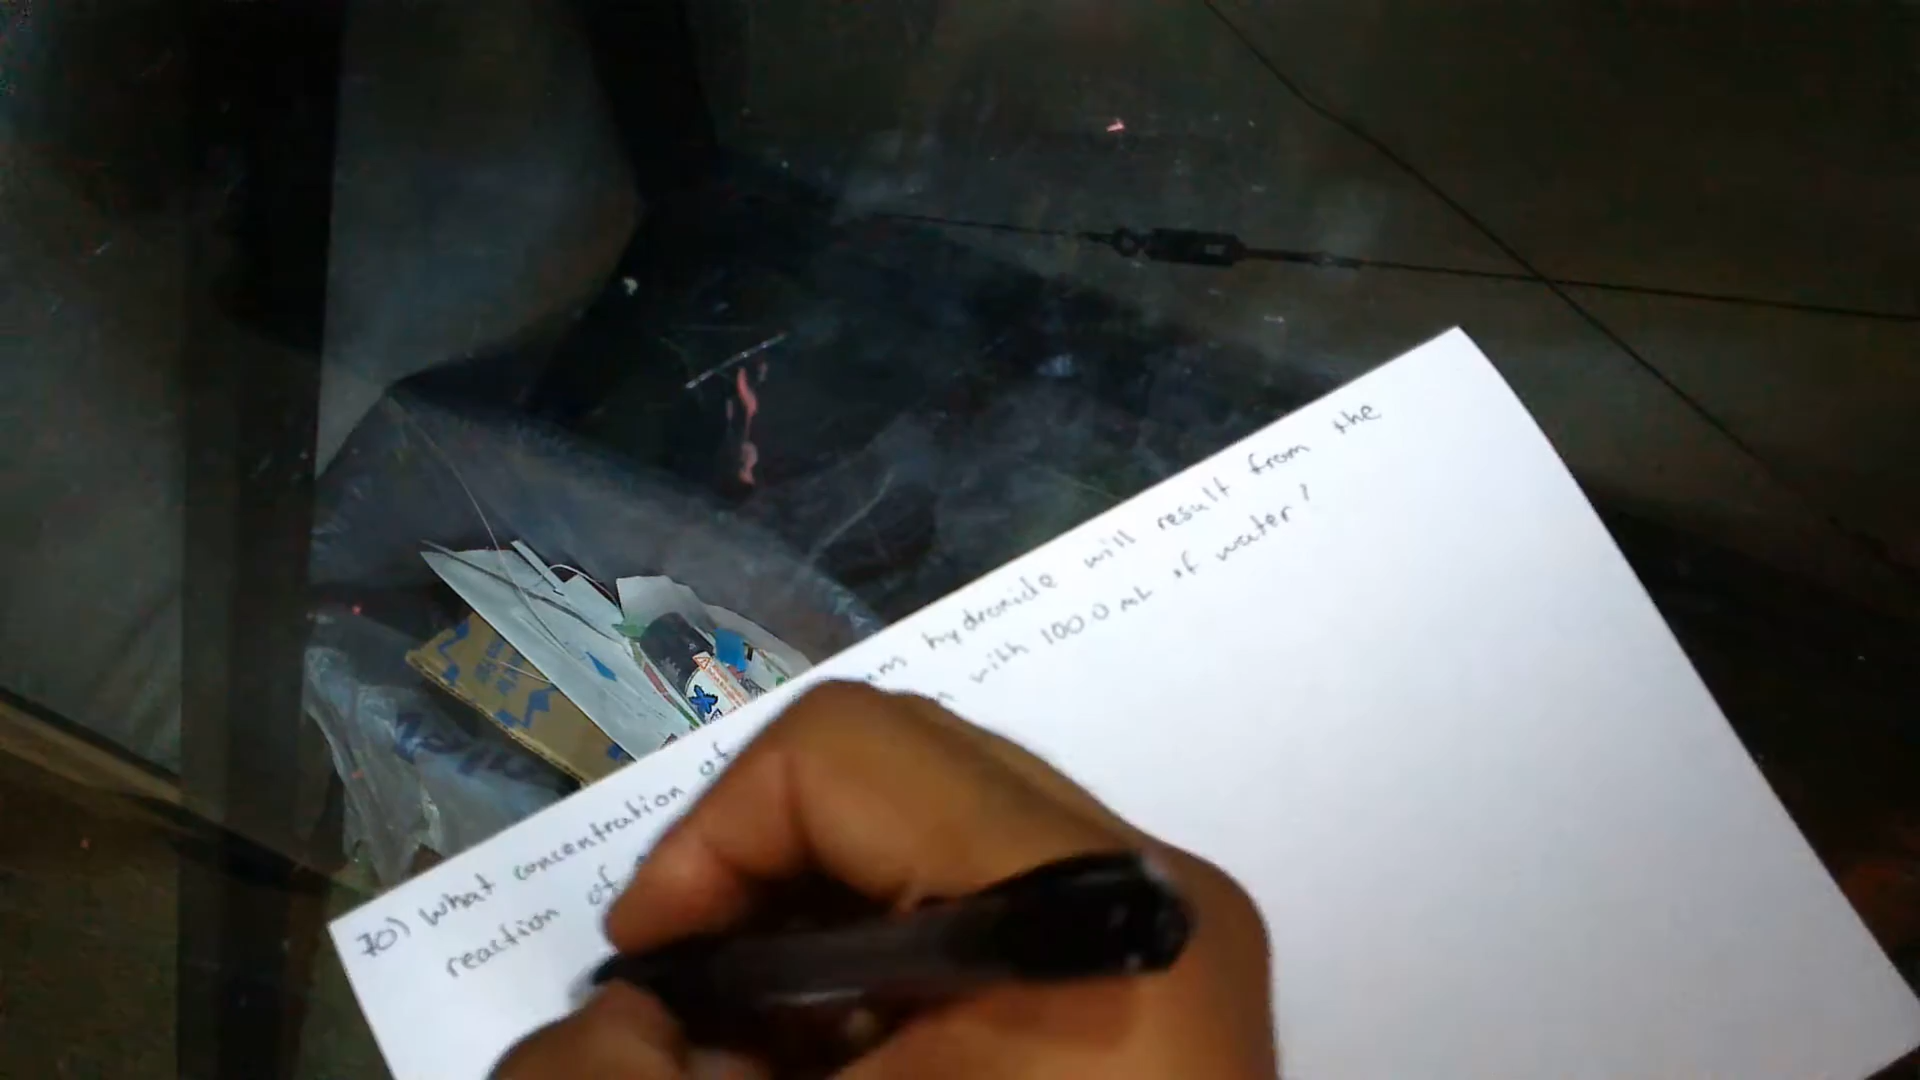 70) What concentration of hydroxide will result from the
reaction of with 100.0 mL of water?